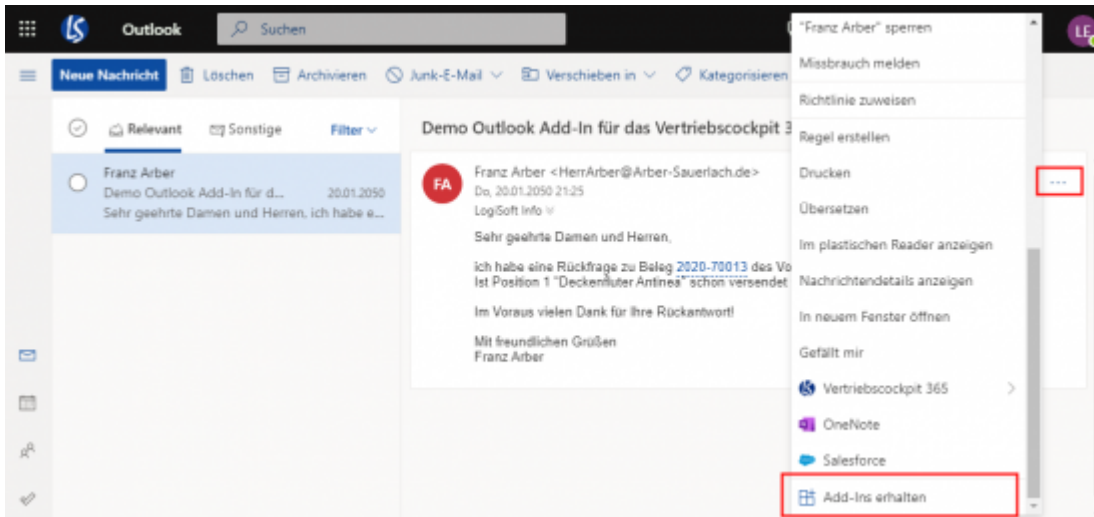 LS Outlook Suchen LE
Neue Nachricht Löschen Archivieren Junk-E-Mail Verschieben in Kategorisieren
Relevant Sonstige Filter
Franz Arber
Demo Outlook Add-In für d... 20.01.2050
Sehr geehrte Damen und Herren, ich habe e...
Demo Outlook Add-In für das Vertriebscockpit 3
FA
Franz Arber <HerrArber@Arber-Sauerlach.de>
Do, 20.01.2050 21:25
LogiSoft Info
Sehr geehrte Damen und Herren,
ich habe eine Rückfrage zu Beleg 2020-70013 des Vo
Ist Position 1 "Deckenfluter Antinea" schon versendet
Im Voraus vielen Dank für Ihre Rückantwort!
Mit freundlichen Grüßen
Franz Arber
"Franz Arber" sperren
Missbrauch melden
Richtlinie zuweisen
Regel erstellen
Drucken
Übersetzen
Im plastischen Reader anzeigen
Nachrichtendetails anzeigen
In neuem Fenster öffnen
Gefällt mir
Vertriebscockpit 365
OneNote
Salesforce
Add-Ins erhalten
...